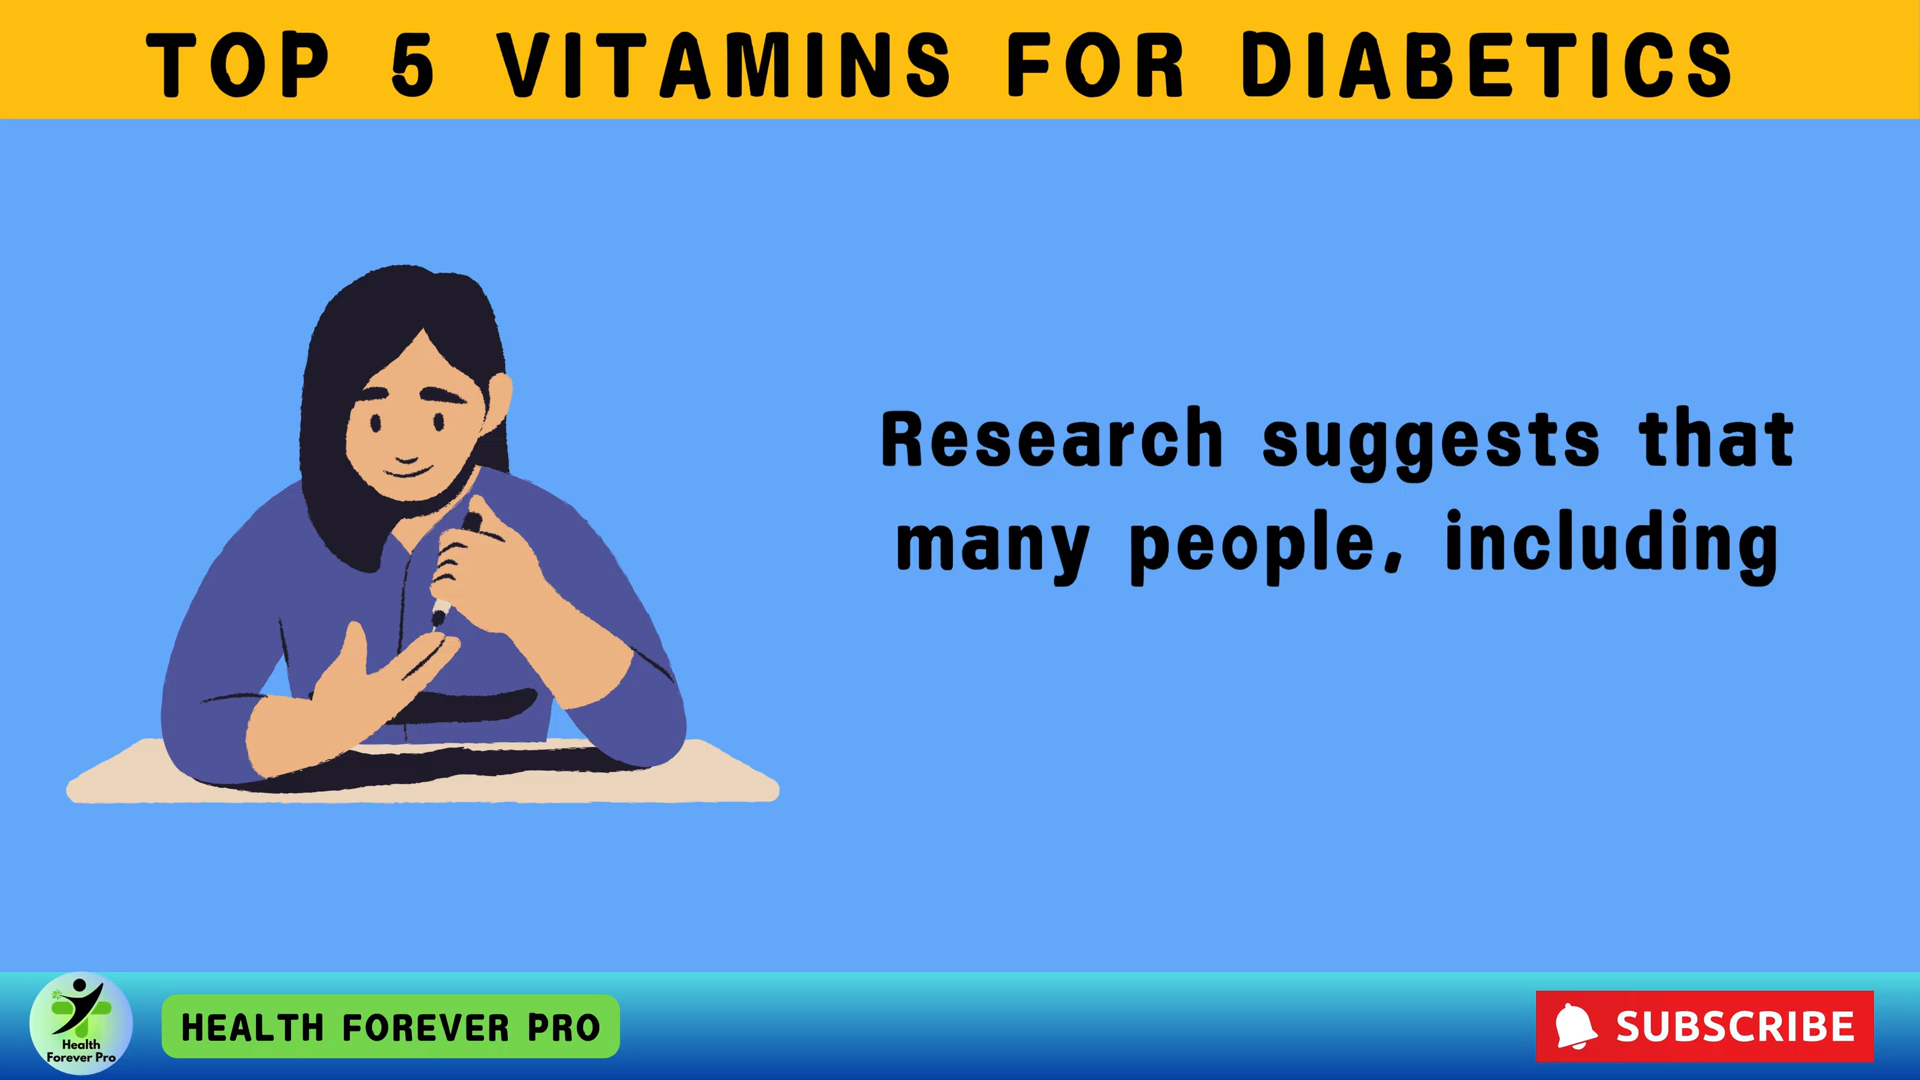 TOP 5 VITAMINS FOR DIABETICS
Research suggests that
many people, including
Health
Forever Pro
HEALTH FOREVER PRO
SUBSCRIBE